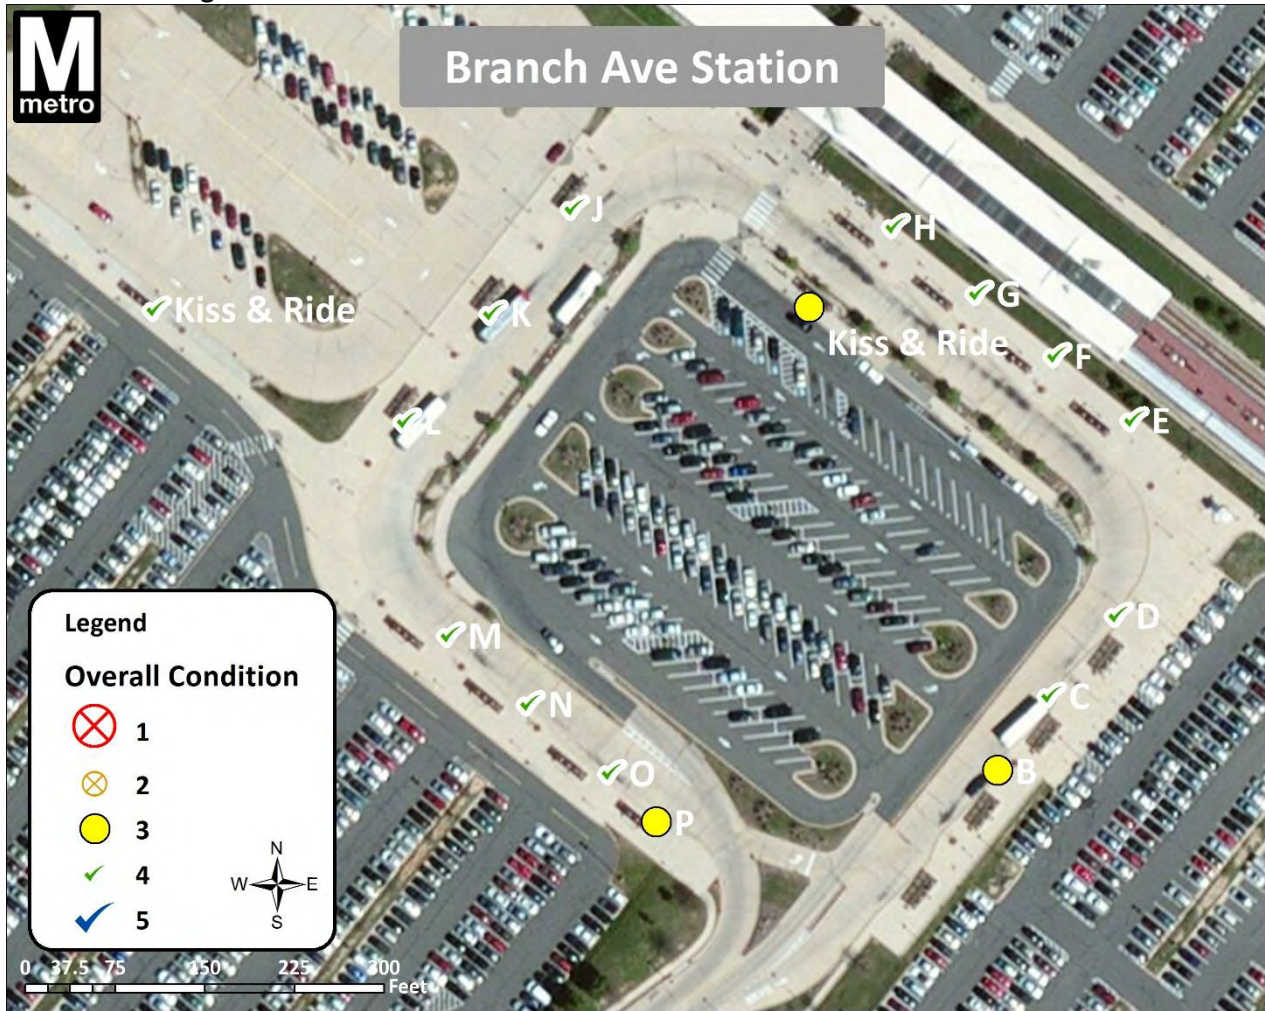 M
metro
Branch Ave Station
J
H
Kiss & Ride
K
G
Kiss & Ride
F
L
E
D
M
C
N
O
B
P
Legend
Overall Condition
1
2
3
4
5
N
W E
S
0 37.5 75 150 225 300
Feet